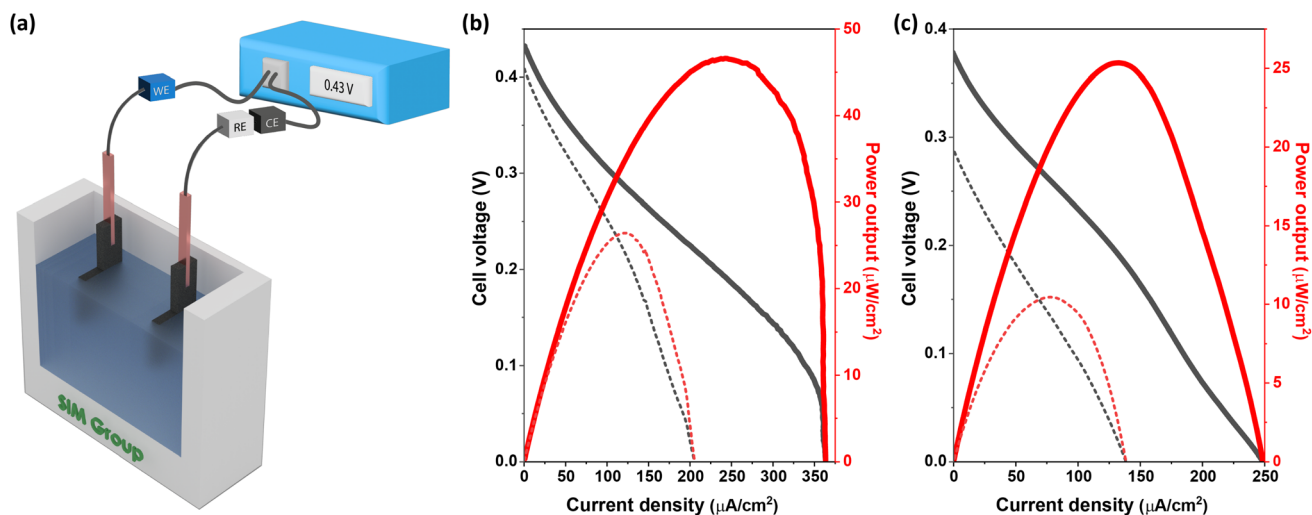 (a)
WE
0.43 V
RE
CE
SIM Group
(b)
0.4
0.3
0.2
0.1
0.0
Cell voltage (V)
0
50
100
150
200
250
300
350
Current density (μA/cm²)
50
40
30
20
10
0
Power output (μW/cm²)
(c)
0.4
0.3
0.2
0.1
0.0
Cell voltage (V)
0
50
100
150
200
250
Current density (μA/cm²)
25
20
15
10
5
0
Power output (μW/cm²)